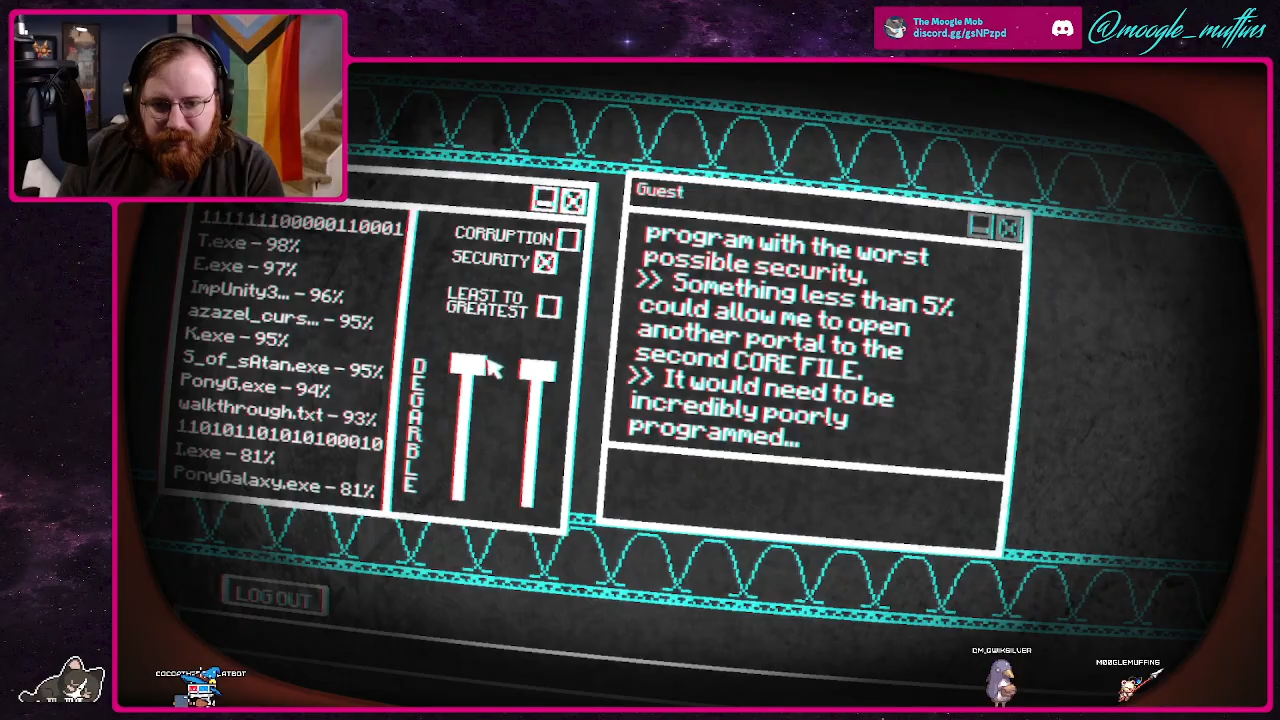 The Moogle Mob
discord.gg/gsNPzpd
@moogle_muffins
111111100000110001
T.exe - 98%
E.exe - 97%
ImpUnity3... - 96%
azazel_curs... - 95%
K.exe - 95%
S_of_sAtan.exe - 95%
PonyG.exe - 94%
walkthrough.txt - 93%
110101101010100010
I.exe - 81%
PonyGalaxy.exe - 81%
CORRUPTION
SECURITY
LEAST TO
GREATEST
DEGARBLE
Guest
program with the worst
possible security.
>> Something less than 5%
could allow me to open
another portal to the
second CORE FILE.
>> It would need to be
incredibly poorly
programmed...
LOG OUT
DM_QWIKSILVER
MOOGLEMUFFINS